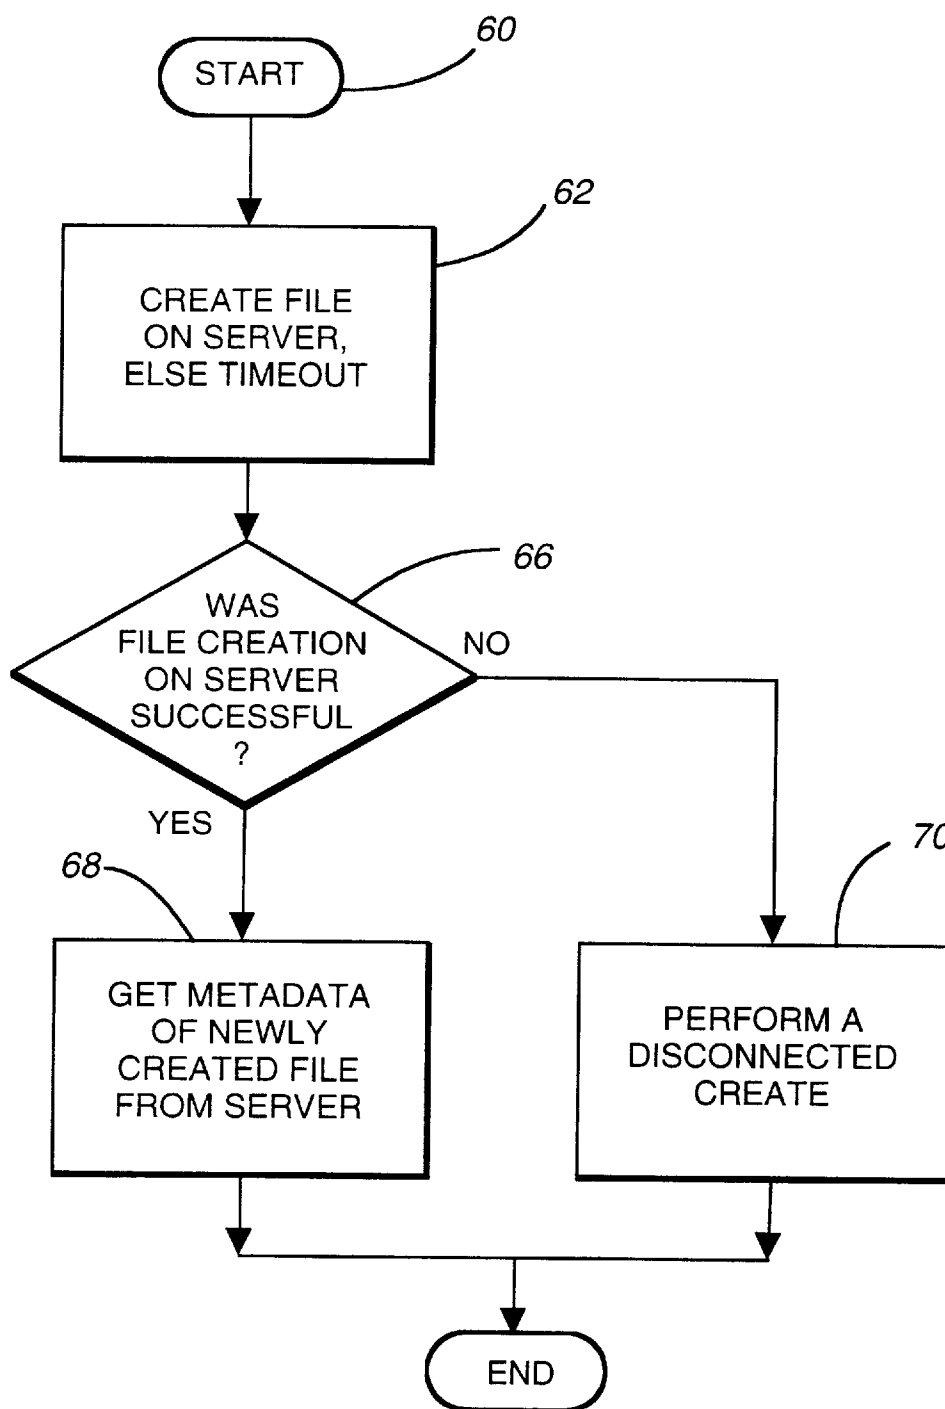 60
START
62
CREATE FILE
ON SERVER,
ELSE TIMEOUT
66
WAS
FILE CREATION
ON SERVER
SUCCESSFUL
?
NO
YES
68
70
GET METADATA
OF NEWLY
CREATED FILE
FROM SERVER
PERFORM A
DISCONNECTED
CREATE
END